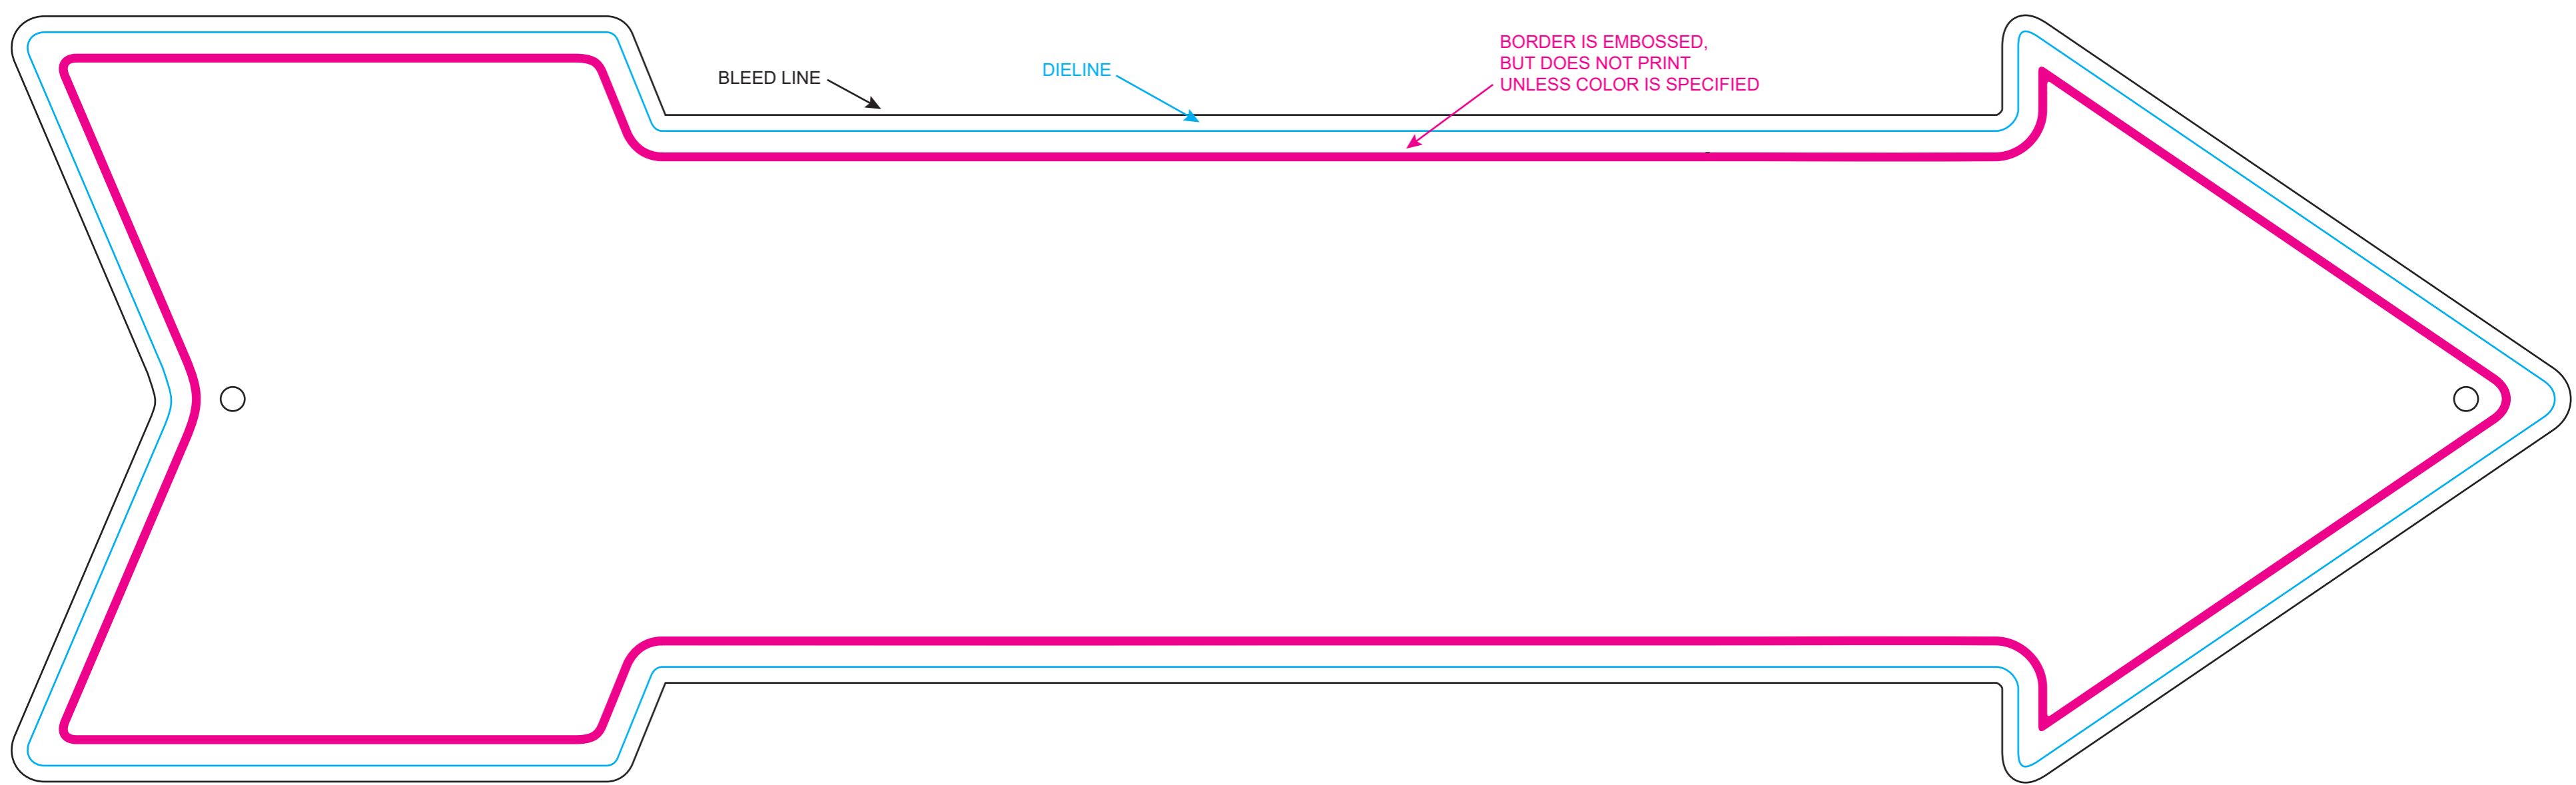 BLEED LINE
DIELINE
BORDER IS EMBOSSED,
BUT DOES NOT PRINT
UNLESS COLOR IS SPECIFIED